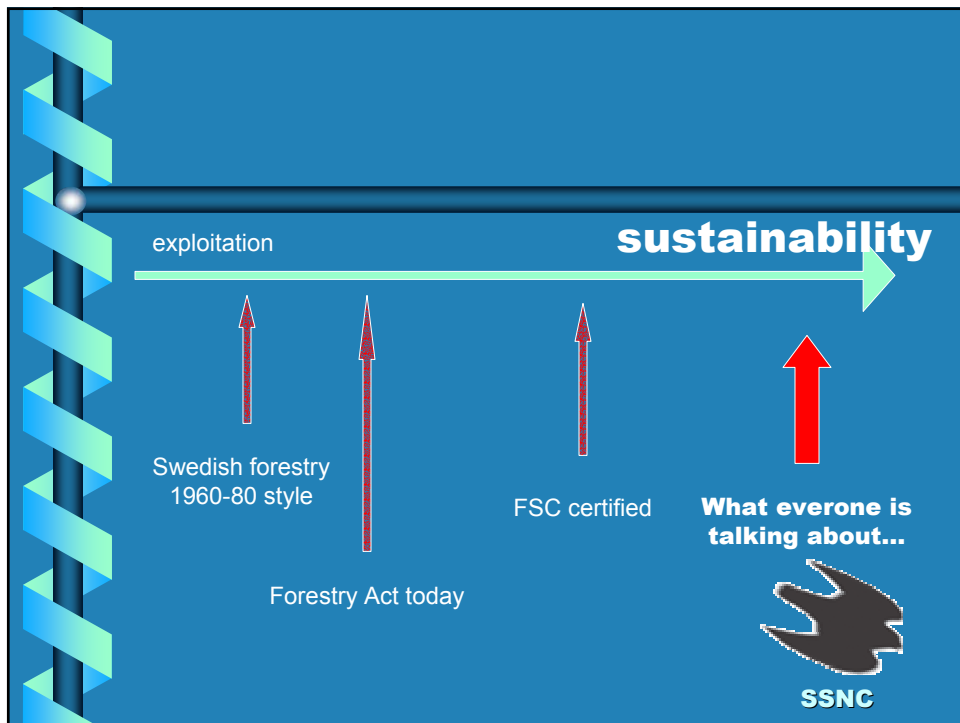 exploitation
sustainability
Swedish forestry
1960-80 style
Forestry Act today
FSC certified
What everone is
talking about...
SSNC